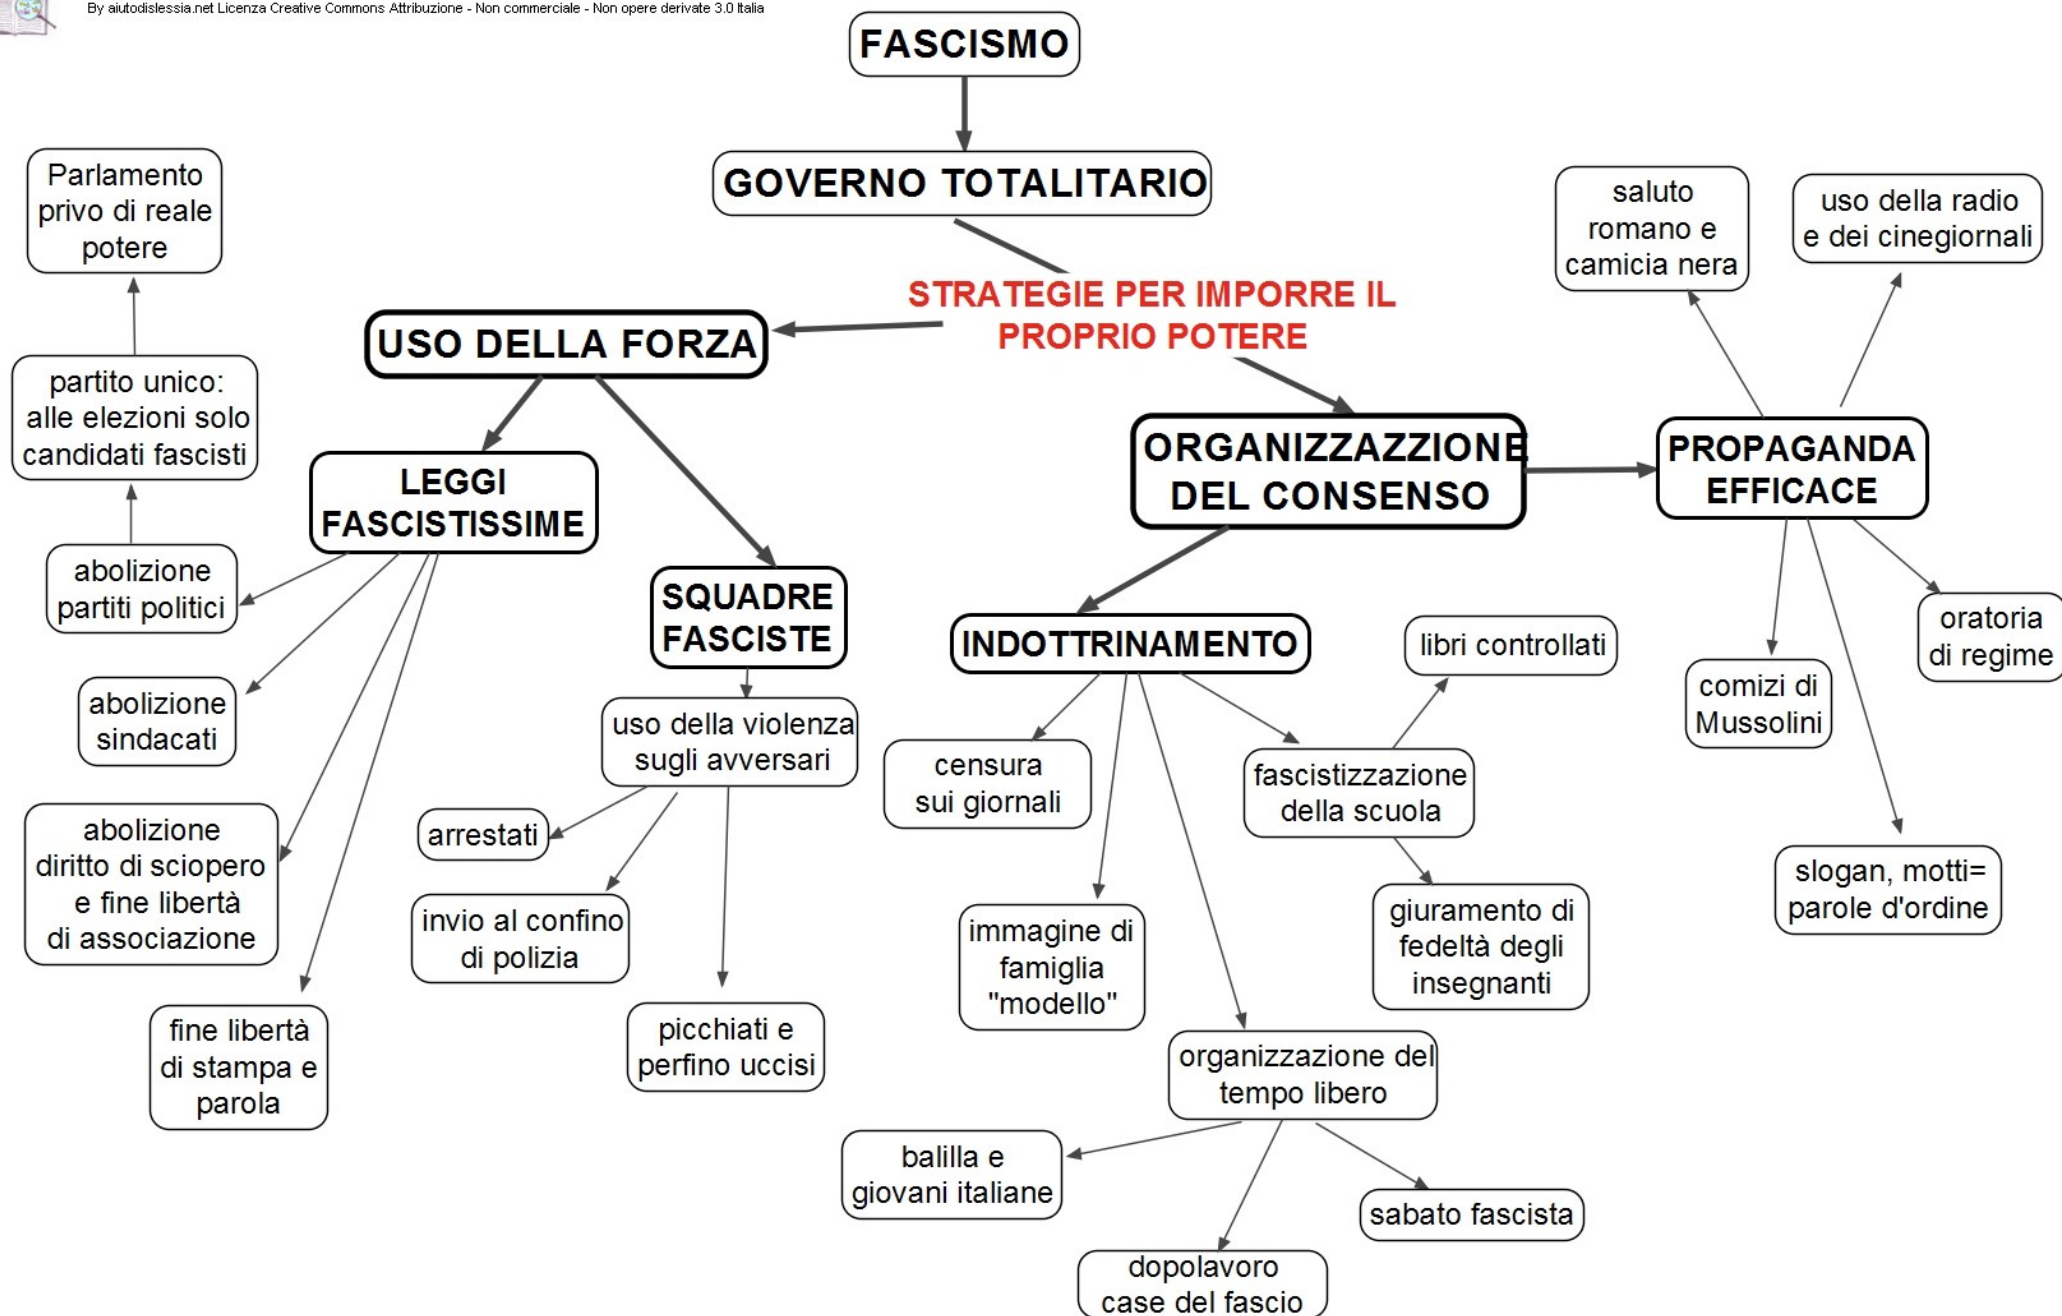 By aiutodislessia.net Licenza Creative Commons Attribuzione - Non commerciale - Non opere derivate 3.0 Italia
FASCISMO
GOVERNO TOTALITARIO
STRATEGIE PER IMPORRE IL
PROPRIO POTERE
USO DELLA FORZA
LEGGI
FASCISTISSIME
abolizione
partiti politici
partito unico:
alle elezioni solo
candidati fascisti
Parlamento
privo di reale
potere
abolizione
sindacati
abolizione
diritto di sciopero
e fine libertà
di associazione
fine libertà
di stampa e
parola
SQUADRE
FASCISTE
uso della violenza
sugli avversari
arrestati
invio al confino
di polizia
picchiati e
perfino uccisi
ORGANIZZAZZIONE
DEL CONSENSO
INDOTTRINAMENTO
censura
sui giornali
immagine di
famiglia
"modello"
organizzazione del
tempo libero
balilla e
giovani italiane
dopolavoro
case del fascio
sabato fascista
fascistizzazione
della scuola
libri controllati
giuramento di
fedeltà degli
insegnanti
PROPAGANDA
EFFICACE
saluto
romano e
camicia nera
uso della radio
e dei cinegiornali
comizi di
Mussolini
slogan, motti=
parole d'ordine
oratoria
di regime